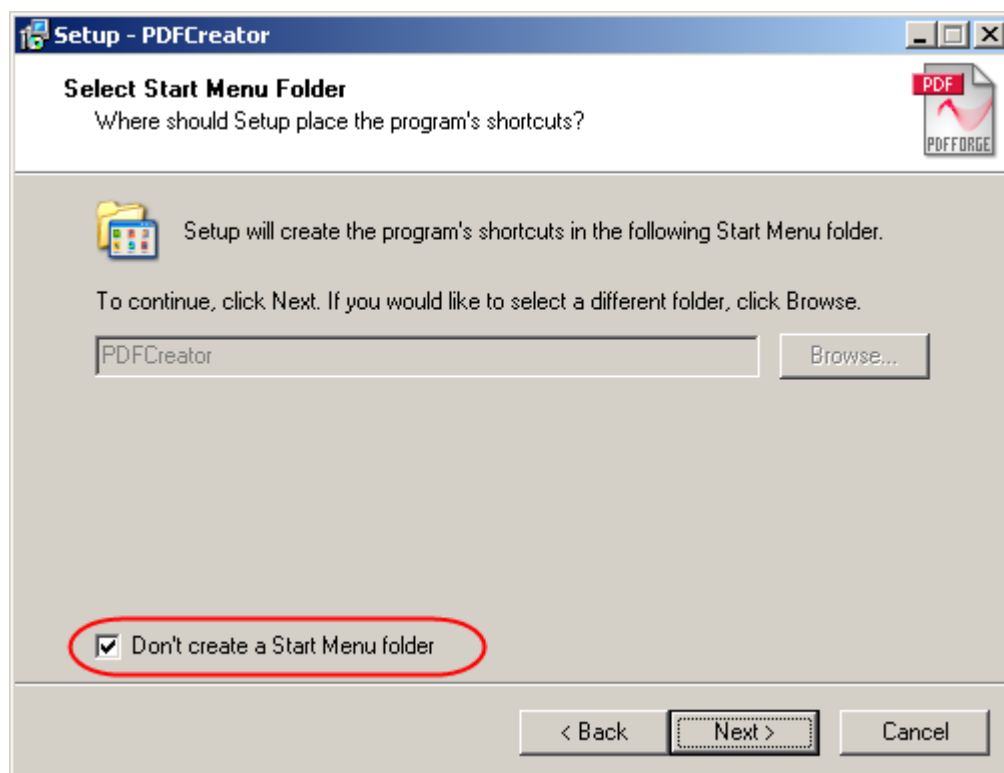 Setup - PDFCreator
Select Start Menu Folder
Where should Setup place the program's shortcuts?
PDF
PDFFORGE
Setup will create the program's shortcuts in the following Start Menu folder.
To continue, click Next. If you would like to select a different folder, click Browse.
PDFCreator
Browse...
Don't create a Start Menu folder
< Back
Next >
Cancel